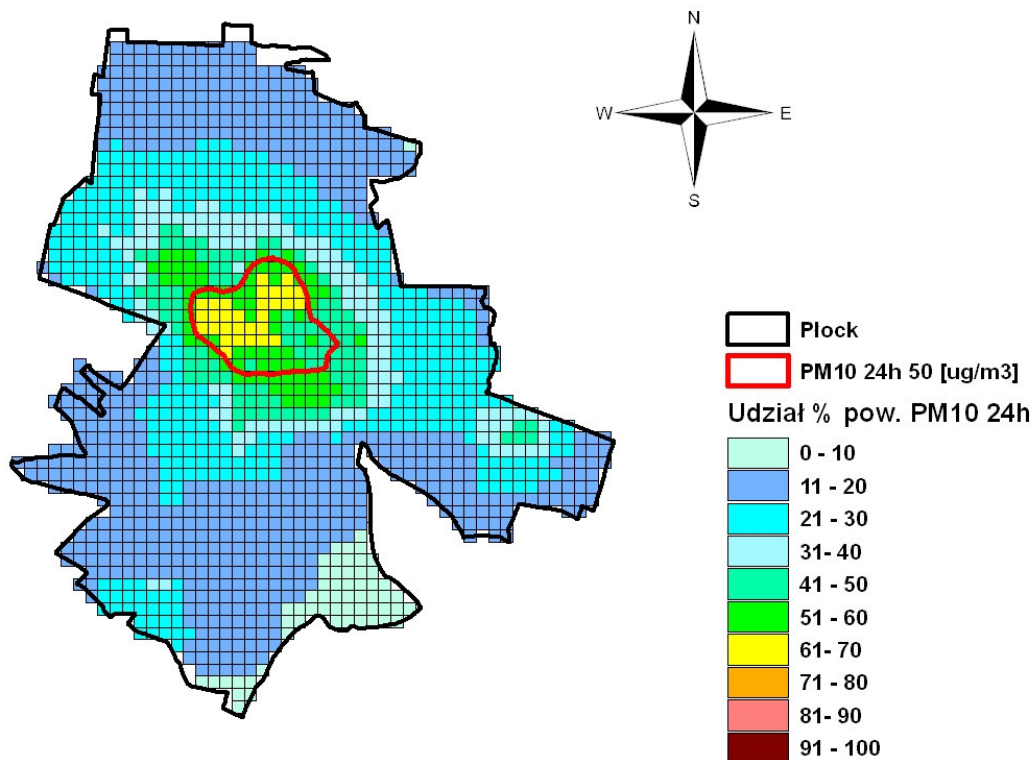 N
W E
S
Płock
PM10 24h 50 [ug/m3]
Udział % pow. PM10 24h
0 - 10
11 - 20
21 - 30
31- 40
41 - 50
51 - 60
61- 70
71 - 80
81- 90
91 - 100